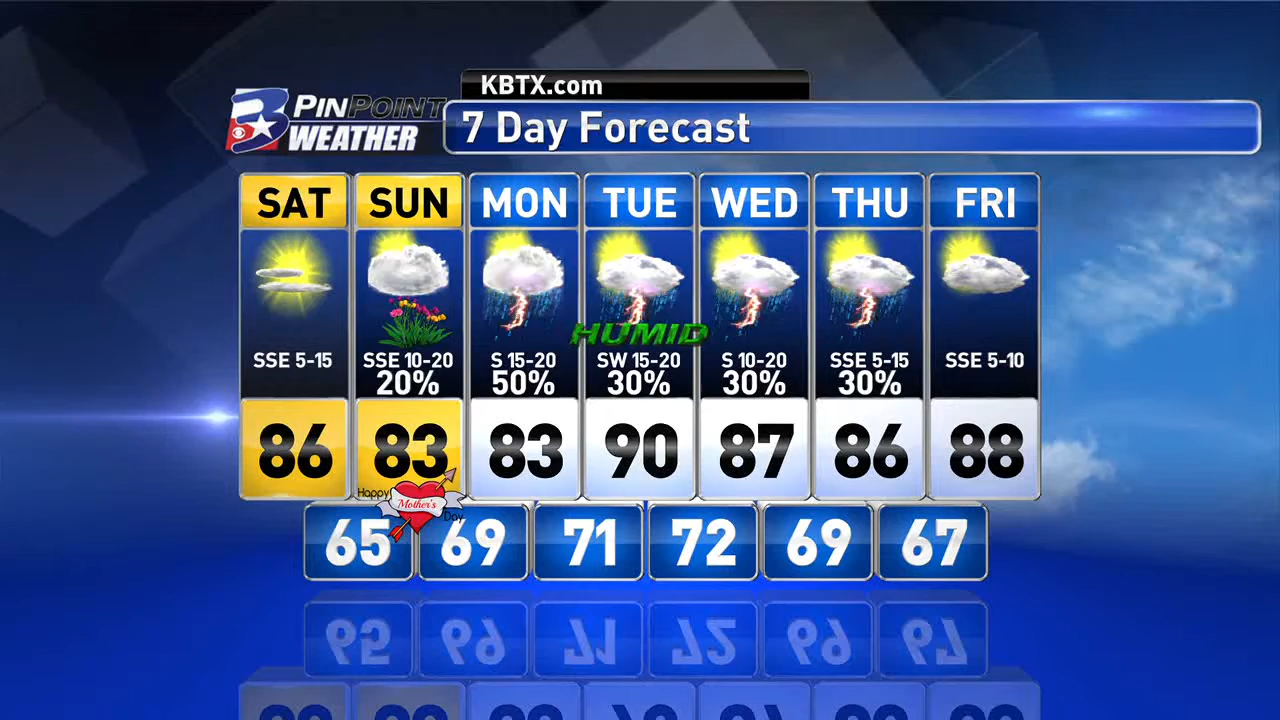 KBTX.com
3 PINPOINT
WEATHER
7 Day Forecast
SAT SUN MON TUE WED THU FRI
HUMID
SSE 5-15 SSE 10-20 S 15-20 SW 15-20 S 10-20 SSE 5-15 SSE 5-10
20% 50% 30% 30% 30%
86 83 83 90 87 86 88
Happy Mother's Day
65 69 71 72 69 67